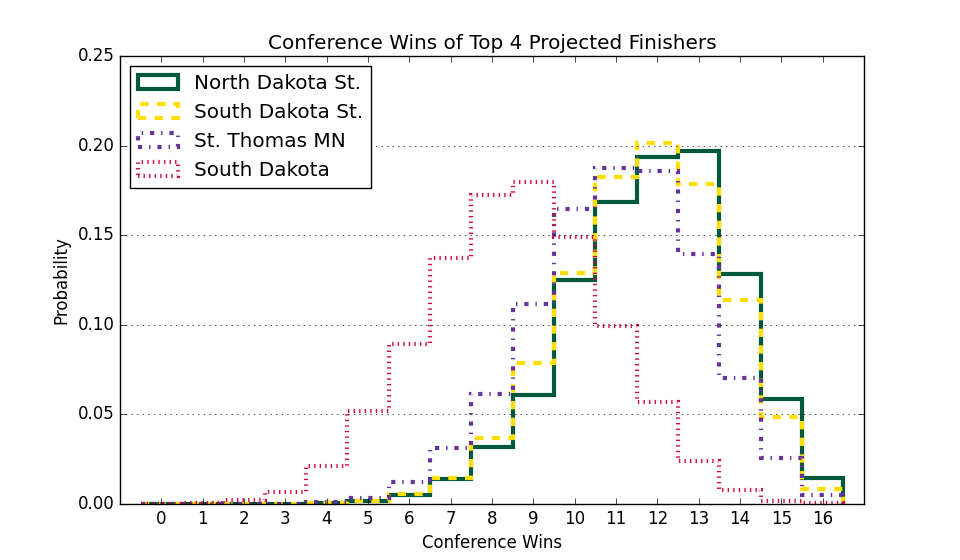 Conference Wins of Top 4 Projected Finishers
0.25
North Dakota St.
South Dakota St.
St. Thomas MN
South Dakota
0.20
0.15
0.10
0.05
0.00
Probability
0 1 2 3 4 5 6 7 8 9 10 11 12 13 14 15 16
Conference Wins